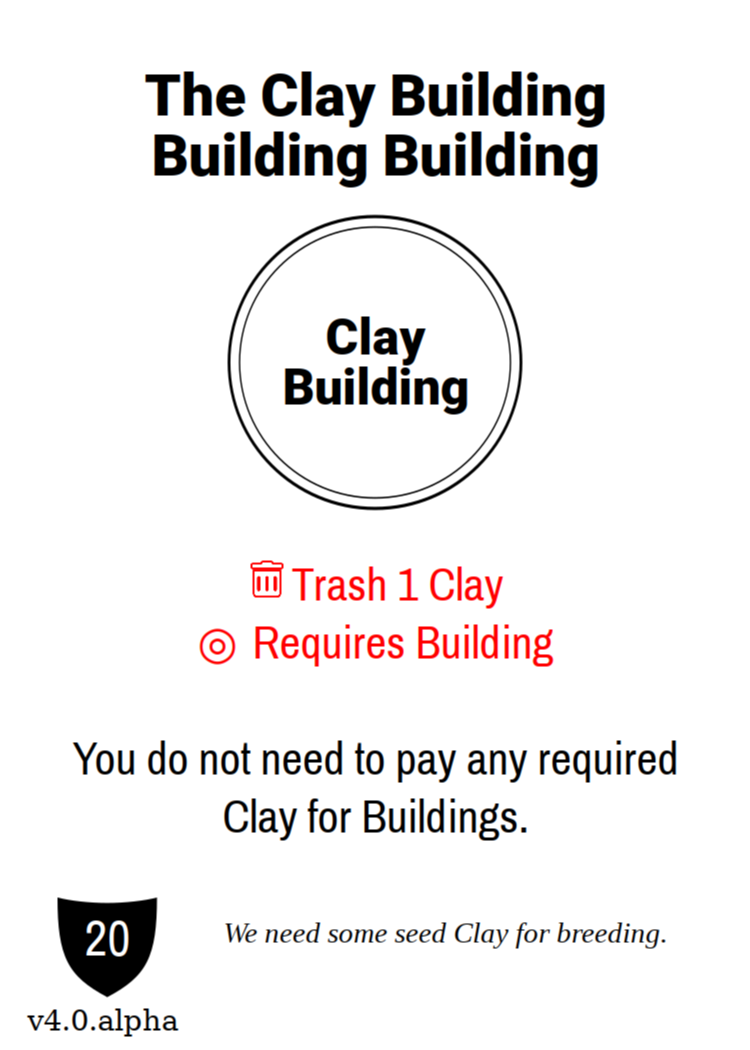 The Clay Building
Building Building
Clay
Building
Trash 1 Clay
Requires Building
You do not need to pay any required
Clay for Buildings.
20
We need some seed Clay for breeding.
v4.0.alpha